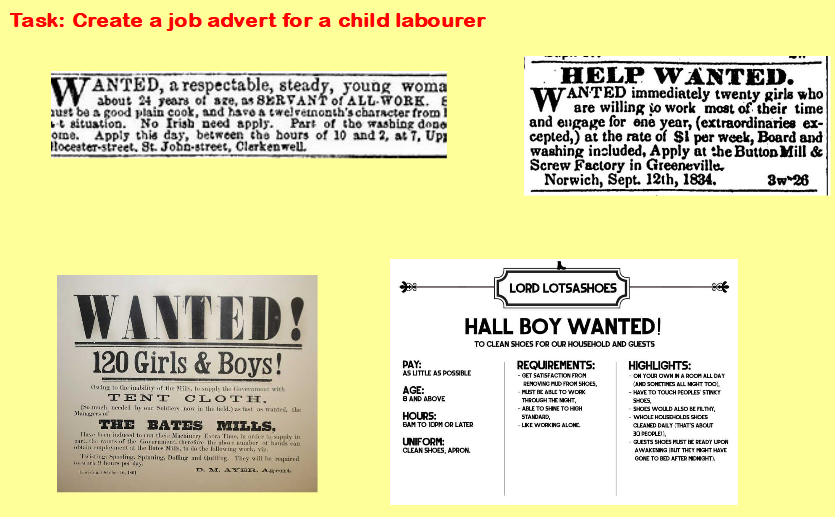 Task: Create a job advert for a child labourer
WANTED, a respectable, steady, young woma
about 24 years of age, as SERVANT of ALL-WORK.
ust be a good plain cook, and have a twelvemonth's character from
t situation. No Irish need apply. Part of the washing done
ome. Apply this day, between the hours of 10 and 2, at 7, Upp
locester-street, St. John-street, Clerkenwell.
HELP WANTED.
WANTED immediately twenty girls who
are willing to work most of their time
and engage for one year, (extraordinaries ex-
cepted,) at the rate of $1 per week, Board and
washing included, Apply at the Button Mill &
Screw Factory in Greeneville.
Norwich, Sept. 12th, 1834. 3w-26
WANTED!
120 Girls & Boys!
Owing to the inability of the Mills, to supply the Government with
TENT CLOTH,
(So much needed by our Soldiers now in the field,) as fast as wanted, the
Managers of
THE BATES MILLS,
Have been induced to run their Machinery Extra Time, in order to supply in
part, the wants of the Government, therefore the above number of hands can
obtain employment at the Bates Mills, to do the following work, viz:
Twisting, Spooling, Spinning, Doffing and Quilling. They will be required
to work hours per day.
D. M. AYER, Agent
LORD LOTSASHOES
HALL BOY WANTED!
TO CLEAN SHOES FOR OUR HOUSEHOLD AND GUESTS
PAY:
AS LITTLE AS POSSIBLE
AGE:
8 AND ABOVE
HOURS:
6AM TO 10PM OR LATER
UNIFORM:
CLEAN SHOES, APRON.
REQUIREMENTS:
- GET SATISFACTION FROM
REMOVING MUD FROM SHOES,
- MUST BE ABLE TO WORK
THROUGH THE NIGHT,
- ABLE TO SHINE TO HIGH
STANDARD,
- LIKE WORKING ALONE.
HIGHLIGHTS:
- ON YOUR OWN IN A ROOM ALL DAY
(AND SOMETIMES ALL NIGHT TOO),
- HAVE TO TOUCH PEOPLES' STINKY
SHOES,
- SHOES WOULD ALSO BE FILTHY,
- WHOLE HOUSEHOLDS SHOES
CLEANED DAILY (THAT'S ABOUT
30 PEOPLE!),
- GUESTS SHOES MUST BE READY UPON
AWAKENING (BUT THEY MIGHT HAVE
GONE TO BED AFTER MIDNIGHT).